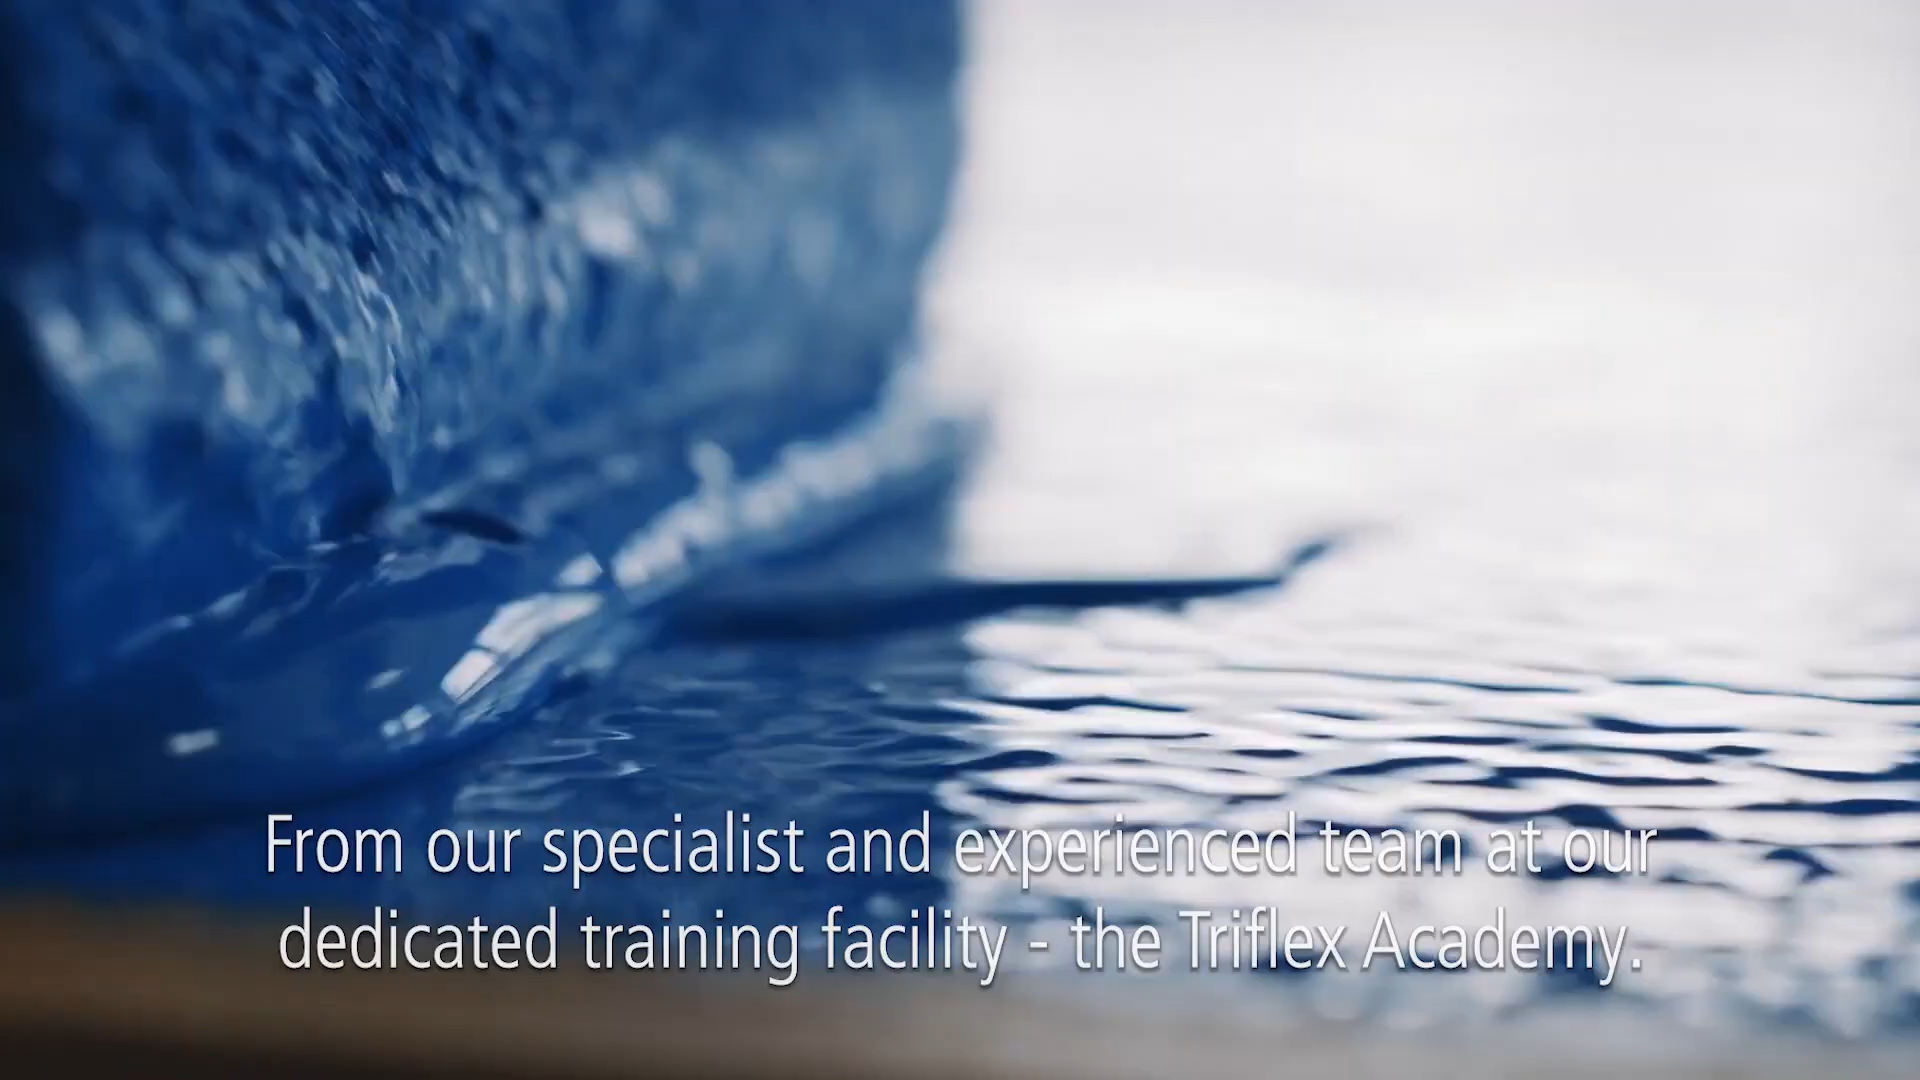 From our specialist and experienced team at our
dedicated training facility - the Triflex Academy.